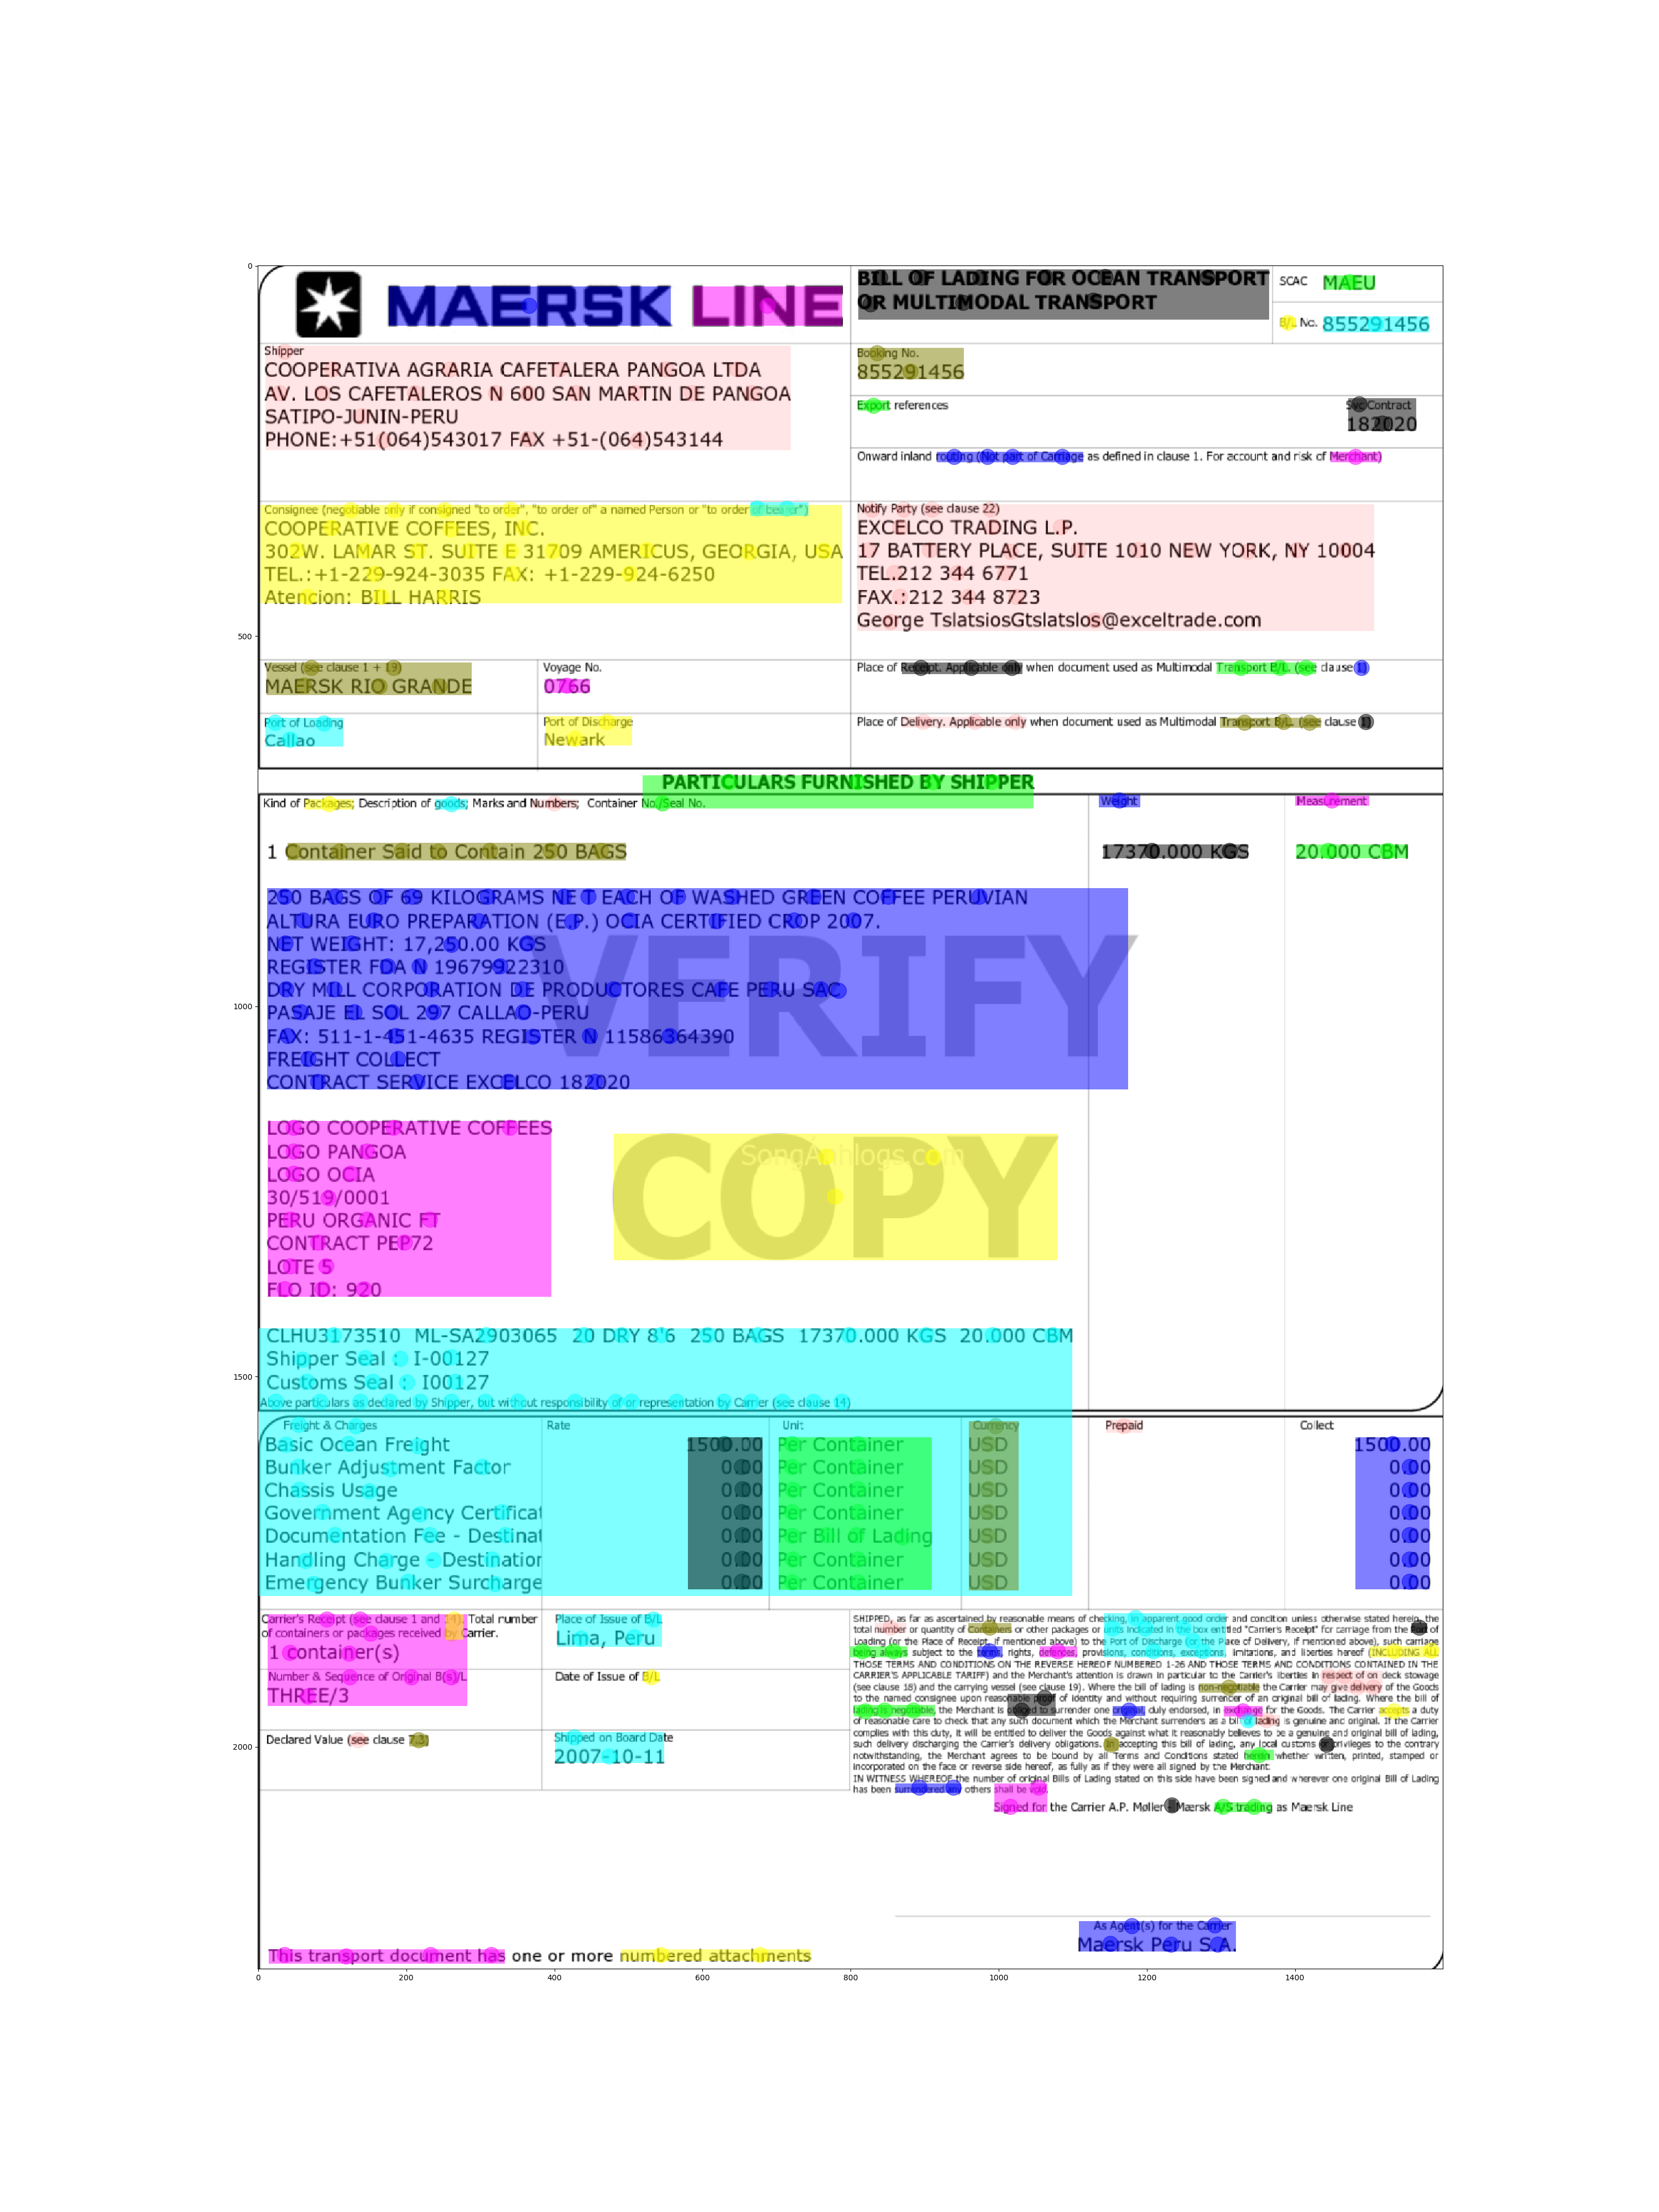 MAERSK LINE
BILL OF LADING FOR OCEAN TRANSPORT
OR MULTIMODAL TRANSPORT
SCAC MAEU
B/L No. 855291456
Shipper
COOPERATIVA AGRARIA CAFETALERA PANGOA LTDA
AV. LOS CAFETALEROS N 600 SAN MARTIN DE PANGOA
SATIPO-JUNIN-PERU
PHONE:+51(064)543017 FAX +51-(064)543144
Booking No.
855291456
Export references
Svc Contract
182020
Onward inland routing (Not part of Carriage as defined in clause 1. For account and risk of Merchant)
Consignee (negotiable only if consigned "to order", "to order of" a named Person or "to order of bearer")
COOPERATIVE COFFEES, INC.
302W. LAMAR ST. SUITE E 31709 AMERICUS, GEORGIA, USA
TEL.:+1-229-924-3035 FAX: +1-229-924-6250
Atencion: BILL HARRIS
Notify Party (see clause 22)
EXCELCO TRADING L.P.
17 BATTERY PLACE, SUITE 1010 NEW YORK, NY 10004
TEL.212 344 6771
FAX.:212 344 8723
George TslatsiosGtslatslos@exceltrade.com
Vessel (see clause 1 + 19)
MAERSK RIO GRANDE
Voyage No.
0766
Place of Receipt. Applicable only when document used as Multimodal Transport B/L. (see clause 1)
Port of Loading
Callao
Port of Discharge
Newark
Place of Delivery. Applicable only when document used as Multimodal Transport B/L. (see clause 1)
PARTICULARS FURNISHED BY SHIPPER
Kind of Packages; Description of goods; Marks and Numbers; Container No./Seal No.
Weight
Measurement
1 Container Said to Contain 250 BAGS
17370.000 KGS
20.000 CBM
250 BAGS OF 69 KILOGRAMS NE T EACH OF WASHED GREEN COFFEE PERUVIAN
ALTURA EURO PREPARATION (E.P.) OCIA CERTIFIED CROP 2007.
NET WEIGHT: 17,250.00 KGS
REGISTER FDA N 19679922310
DRY MILL CORPORATION DE PRODUCTORES CAFE PERU SAC
PASAJE EL SOL 297 CALLAO-PERU
FAX: 511-1-451-4635 REGISTER N 11586364390
FREIGHT COLLECT
CONTRACT SERVICE EXCELCO 182020
VERIFY
LOGO COOPERATIVE COFFEES
LOGO PANGOA
LOGO OCIA
30/519/0001
PERU ORGANIC FT
CONTRACT PEP72
LOTE 5
FLO ID: 920
SongAnhlogs.com
COPY
CLHU3173510 ML-SA2903065 20 DRY 8'6 250 BAGS 17370.000 KGS 20.000 CBM
Shipper Seal : I-00127
Customs Seal : I00127
Above particulars as declared by Shipper, but without responsibility of or representation by Carrier (see clause 14)
Freight & Charges Rate Unit Currency Prepaid Collect
Basic Ocean Freight 1500.00 Per Container USD 1500.00
Bunker Adjustment Factor 0.00 Per Container USD 0.00
Chassis Usage 0.00 Per Container USD 0.00
Government Agency Certificat 0.00 Per Container USD 0.00
Documentation Fee - Destinat 0.00 Per Bill of Lading USD 0.00
Handling Charge - Destination 0.00 Per Container USD 0.00
Emergency Bunker Surcharge 0.00 Per Container USD 0.00
Carrier's Receipt (see clause 1 and 14). Total number
of containers or packages received by Carrier.
1 container(s)
Place of Issue of B/L
Lima, Peru
Number & Sequence of Original B(s)/L
THREE/3
Date of Issue of B/L
Declared Value (see clause 7.3)
Shipped on Board Date
2007-10-11
SHIPPED, as far as ascertained by reasonable means of checking, in apparent good order and condition unless otherwise stated herein, the
total number or quantity of Containers or other packages or units indicated in the box entitled "Carrier's Receipt" for carriage from the Port of
Loading (or the Place of Receipt, if mentioned above) to the Port of Discharge (or the Place of Delivery, if mentioned above), such carriage
being always subject to the terms, rights, defences, provisions, conditions, exceptions, limitations, and liberties hereof (INCLUDING ALL
THOSE TERMS AND CONDITIONS ON THE REVERSE HEREOF NUMBERED 1-26 AND THOSE TERMS AND CONDITIONS CONTAINED IN THE
CARRIER'S APPLICABLE TARIFF) and the Merchant's attention is drawn in particular to the Carrier's liberties in respect of on deck stowage
(see clause 18) and the carrying vessel (see clause 19). Where the bill of lading is non-negotiable the Carrier may give delivery of the Goods
to the named consignee upon reasonable proof of identity and without requiring surrender of an original bill of lading. Where the bill of
lading is negotiable, the Merchant is obliged to surrender one original, duly endorsed, in exchange for the Goods. The Carrier accepts a duty
of reasonable care to check that any such document which the Merchant surrenders as a bill of lading is genuine and original. If the Carrier
complies with this duty, it will be entitled to deliver the Goods against what it reasonably believes to be a genuine and original bill of lading,
such delivery discharging the Carrier's delivery obligations. In accepting this bill of lading, any local customs or privileges to the contrary
notwithstanding, the Merchant agrees to be bound by all Terms and Conditions stated herein whether written, printed, stamped or
incorporated on the face or reverse side hereof, as fully as if they were all signed by the Merchant.
IN WITNESS WHEREOF the number of original Bills of Lading stated on this side have been signed and wherever one original Bill of Lading
has been surrendered any others shall be void.
Signed for the Carrier A.P. Møller - Mærsk A/S trading as Maersk Line
As Agent(s) for the Carrier
Maersk Peru S.A.
This transport document has one or more numbered attachments
0
500
1000
1500
2000
0 200 400 600 800 1000 1200 1400